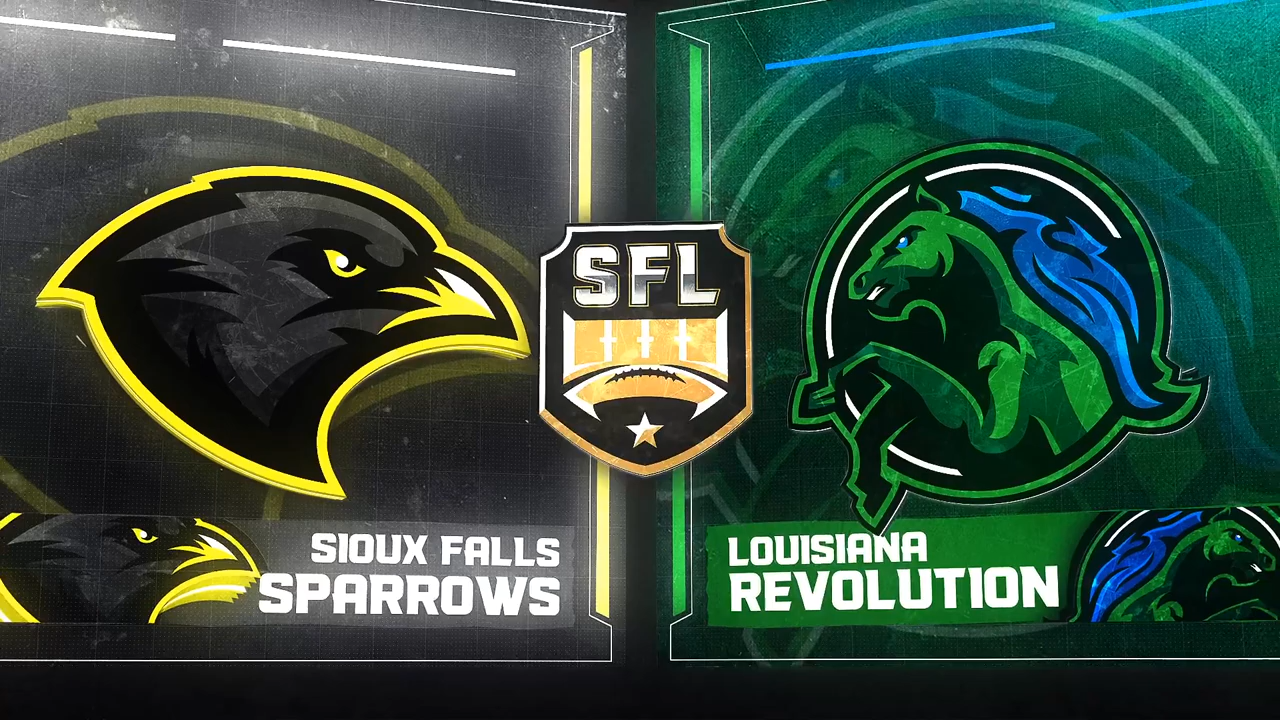 SFL
SIOUX FALLS
SPARROWS
LOUISIANA
REVOLUTION